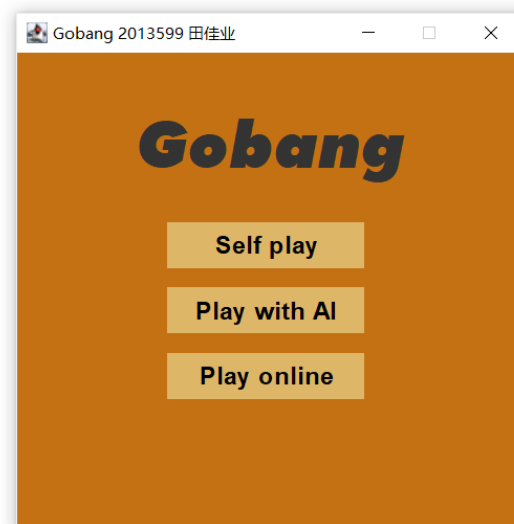 Gobang 2013599 田佳业
Gobang
Self play
Play with AI
Play online